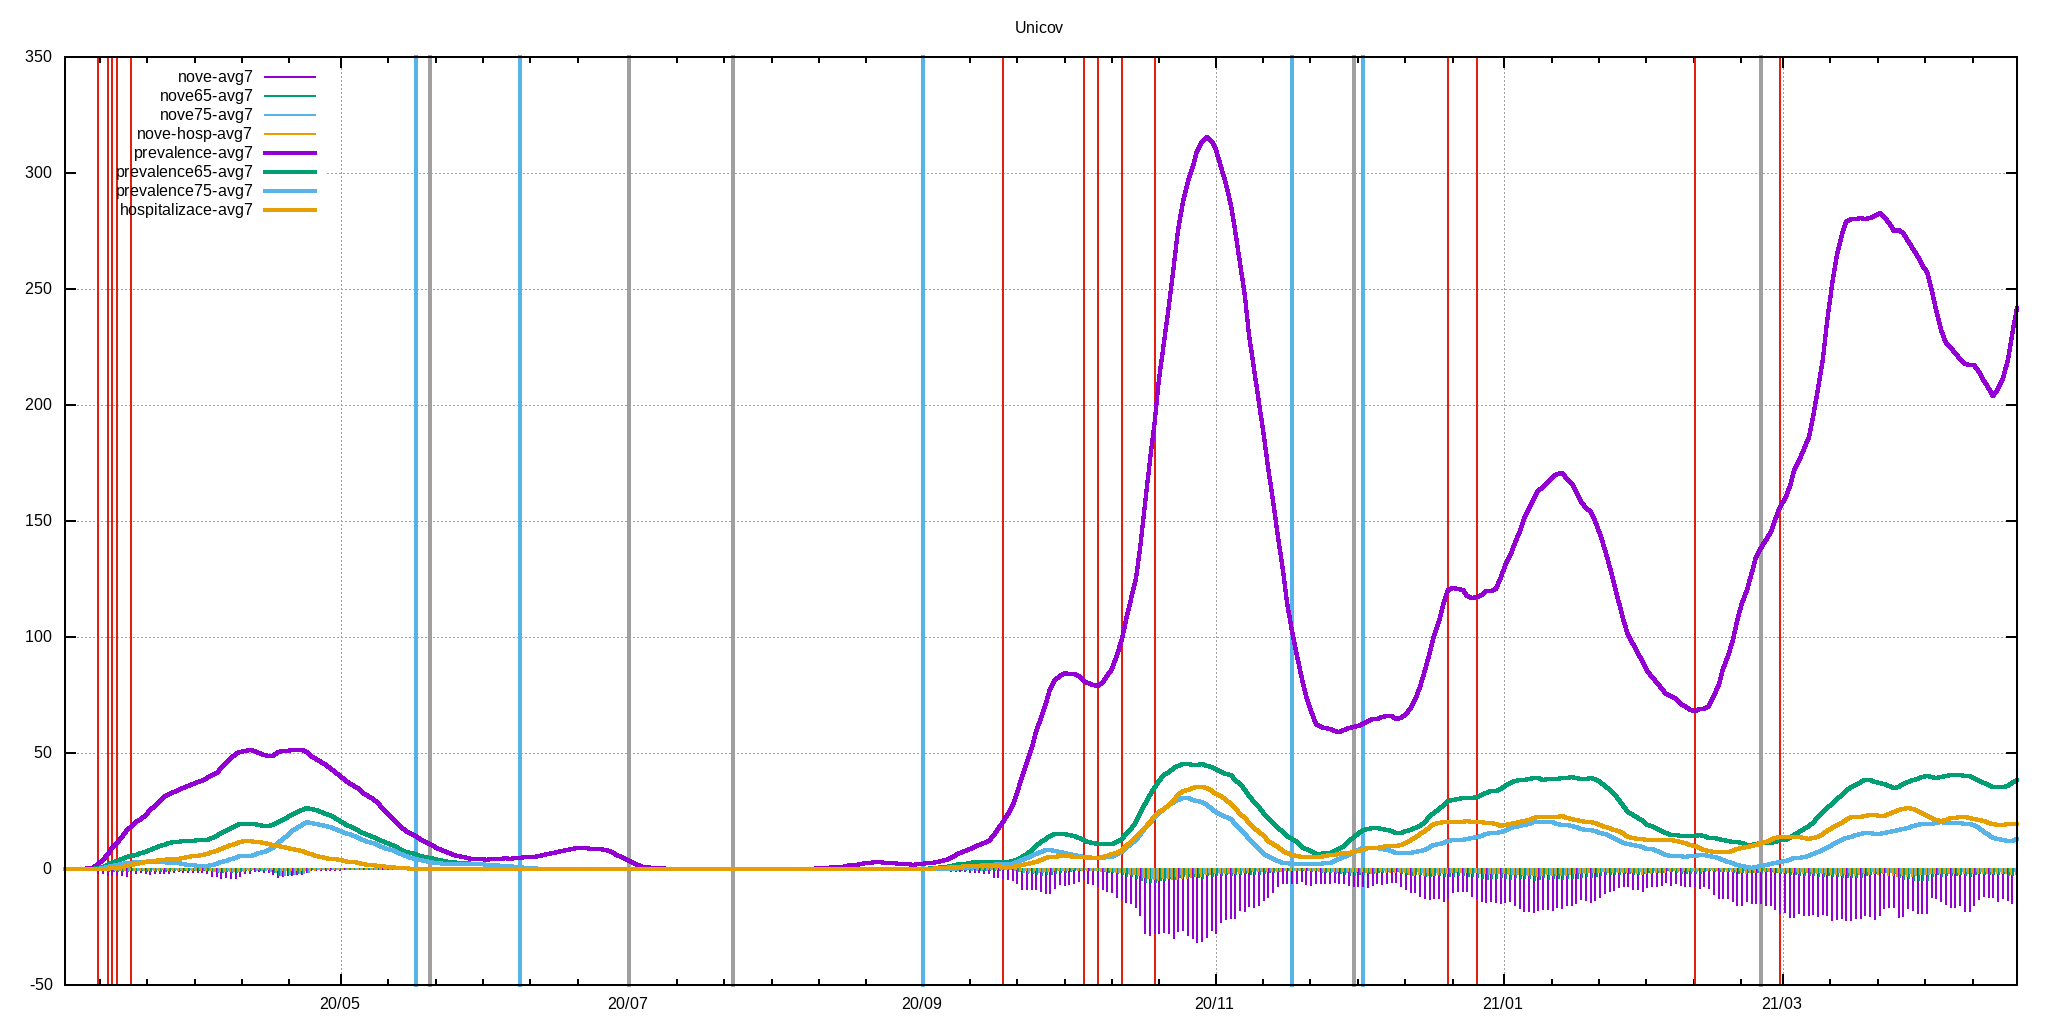 Unicov
350
300
250
200
150
100
50
0
-50
nove-avg7
nove65-avg7
nove75-avg7
nove-hosp-avg7
prevalence-avg7
prevalence65-avg7
prevalence75-avg7
hospitalizace-avg7
20/05
20/07
20/09
20/11
21/01
21/03